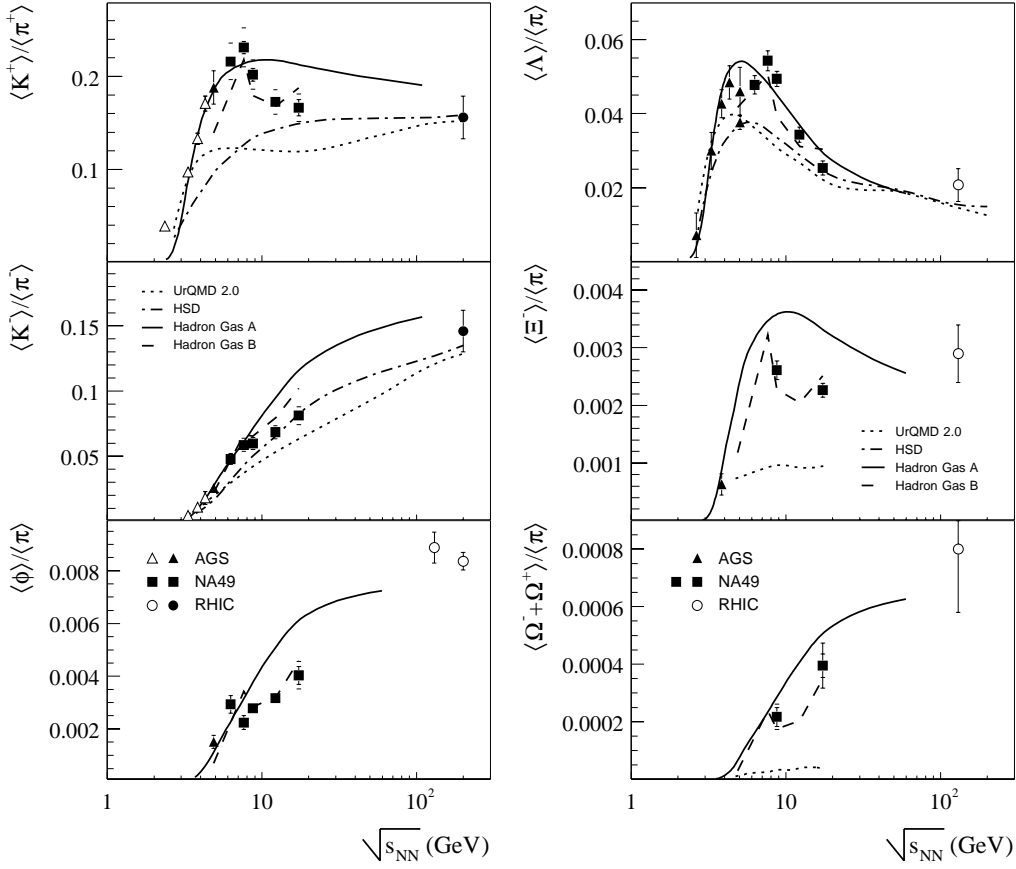 ⟨K⁺⟩/⟨π⁺⟩
0.2
0.1
⟨Λ⟩/⟨π⟩
0.06
0.04
0.02
⟨K⁻⟩/⟨π⁻⟩
0.15
0.1
0.05
UrQMD 2.0
HSD
Hadron Gas A
Hadron Gas B
⟨Ξ⁻⟩/⟨π⟩
0.004
0.003
0.002
0.001
UrQMD 2.0
HSD
Hadron Gas A
Hadron Gas B
⟨ϕ⟩/⟨π⟩
0.008
0.006
0.004
0.002
AGS
NA49
RHIC
1 10 10²
√s_NN (GeV)
⟨Ω⁻+Ω⁺⟩/⟨π⟩
0.0008
0.0006
0.0004
0.0002
AGS
NA49
RHIC
1 10 10²
√s_NN (GeV)